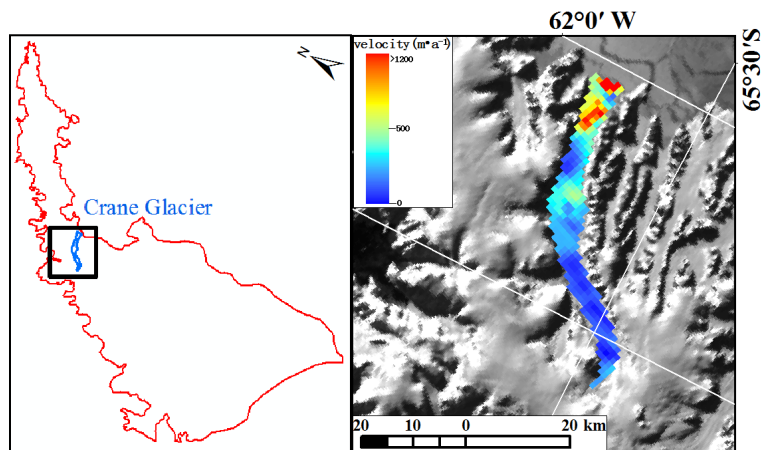 62°0′ W
65°30′S
N
Crane Glacier
velocity(m•a⁻¹)
>1200
500
0
20 10 0 20 km